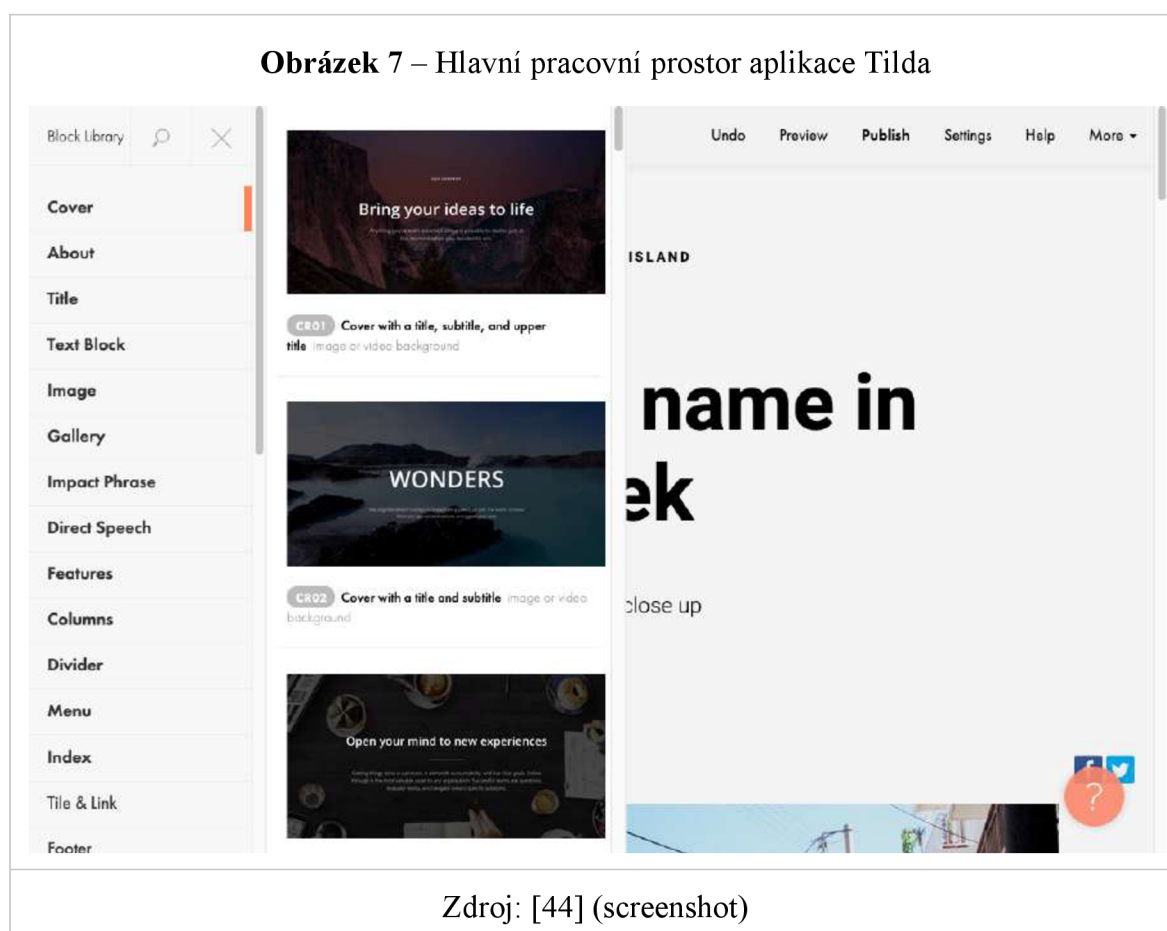 Obrázek 7 – Hlavní pracovní prostor aplikace Tilda
Block Library
Cover
About
Title
Text Block
Image
Gallery
Impact Phrase
Direct Speech
Features
Columns
Divider
Menu
Index
Tile & Link
Footer
Bring your ideas to life
CR01 Cover with a title, subtitle, and upper
title image or video background
WONDERS
CR02 Cover with a title and subtitle image or video
background
Open your mind to new experiences
Undo Preview Publish Settings Help More
ISLAND
name in
ek
close up
?
Zdroj: [44] (screenshot)